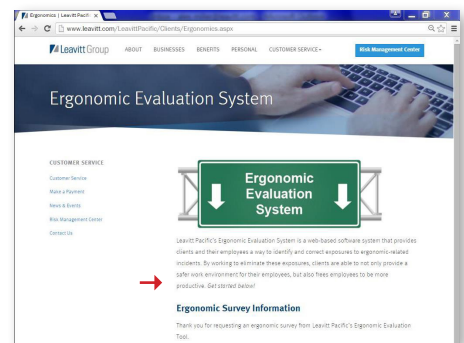 Ergonomics | Leavitt Pacific
www.leavitt.com/LeavittPacific/Clients/Ergonomics.aspx
Leavitt Group ABOUT BUSINESSES BENEFITS PERSONAL CUSTOMER SERVICE Risk Management Center
Ergonomic Evaluation System
CUSTOMER SERVICE
Customer Service
Make a Payment
News & Events
Risk Management Center
Contact Us
Ergonomic
Evaluation
System
Leavitt Pacific's Ergonomic Evaluation System is a web-based software system that provides
clients and their employees a way to identify and correct exposures to ergonomic-related
incidents. By working to eliminate these exposures, clients are able to not only provide a
safer work environment for their employees, but also frees employees to be more
productive. Get started below!
Ergonomic Survey Information
Thank you for requesting an ergonomic survey from Leavitt Pacific's Ergonomic Evaluation
Tool.